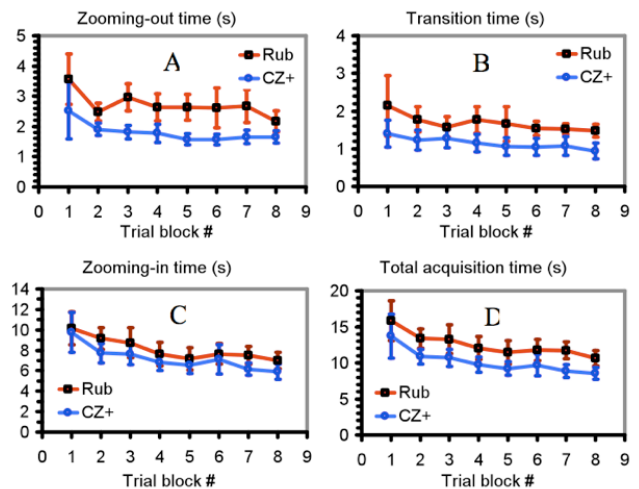 Zooming-out time (s)
5
4
3
2
1
0
A
Rub
CZ+
0 1 2 3 4 5 6 7 8 9
Trial block #
Transition time (s)
4
3
2
1
0
B
Rub
CZ+
0 1 2 3 4 5 6 7 8 9
Trial block #
Zooming-in time (s)
14
12
10
8
6
4
2
0
C
Rub
CZ+
0 1 2 3 4 5 6 7 8 9
Trial block #
Total acquisition time (s)
20
15
10
5
0
D
Rub
CZ+
0 1 2 3 4 5 6 7 8 9
Trial block #